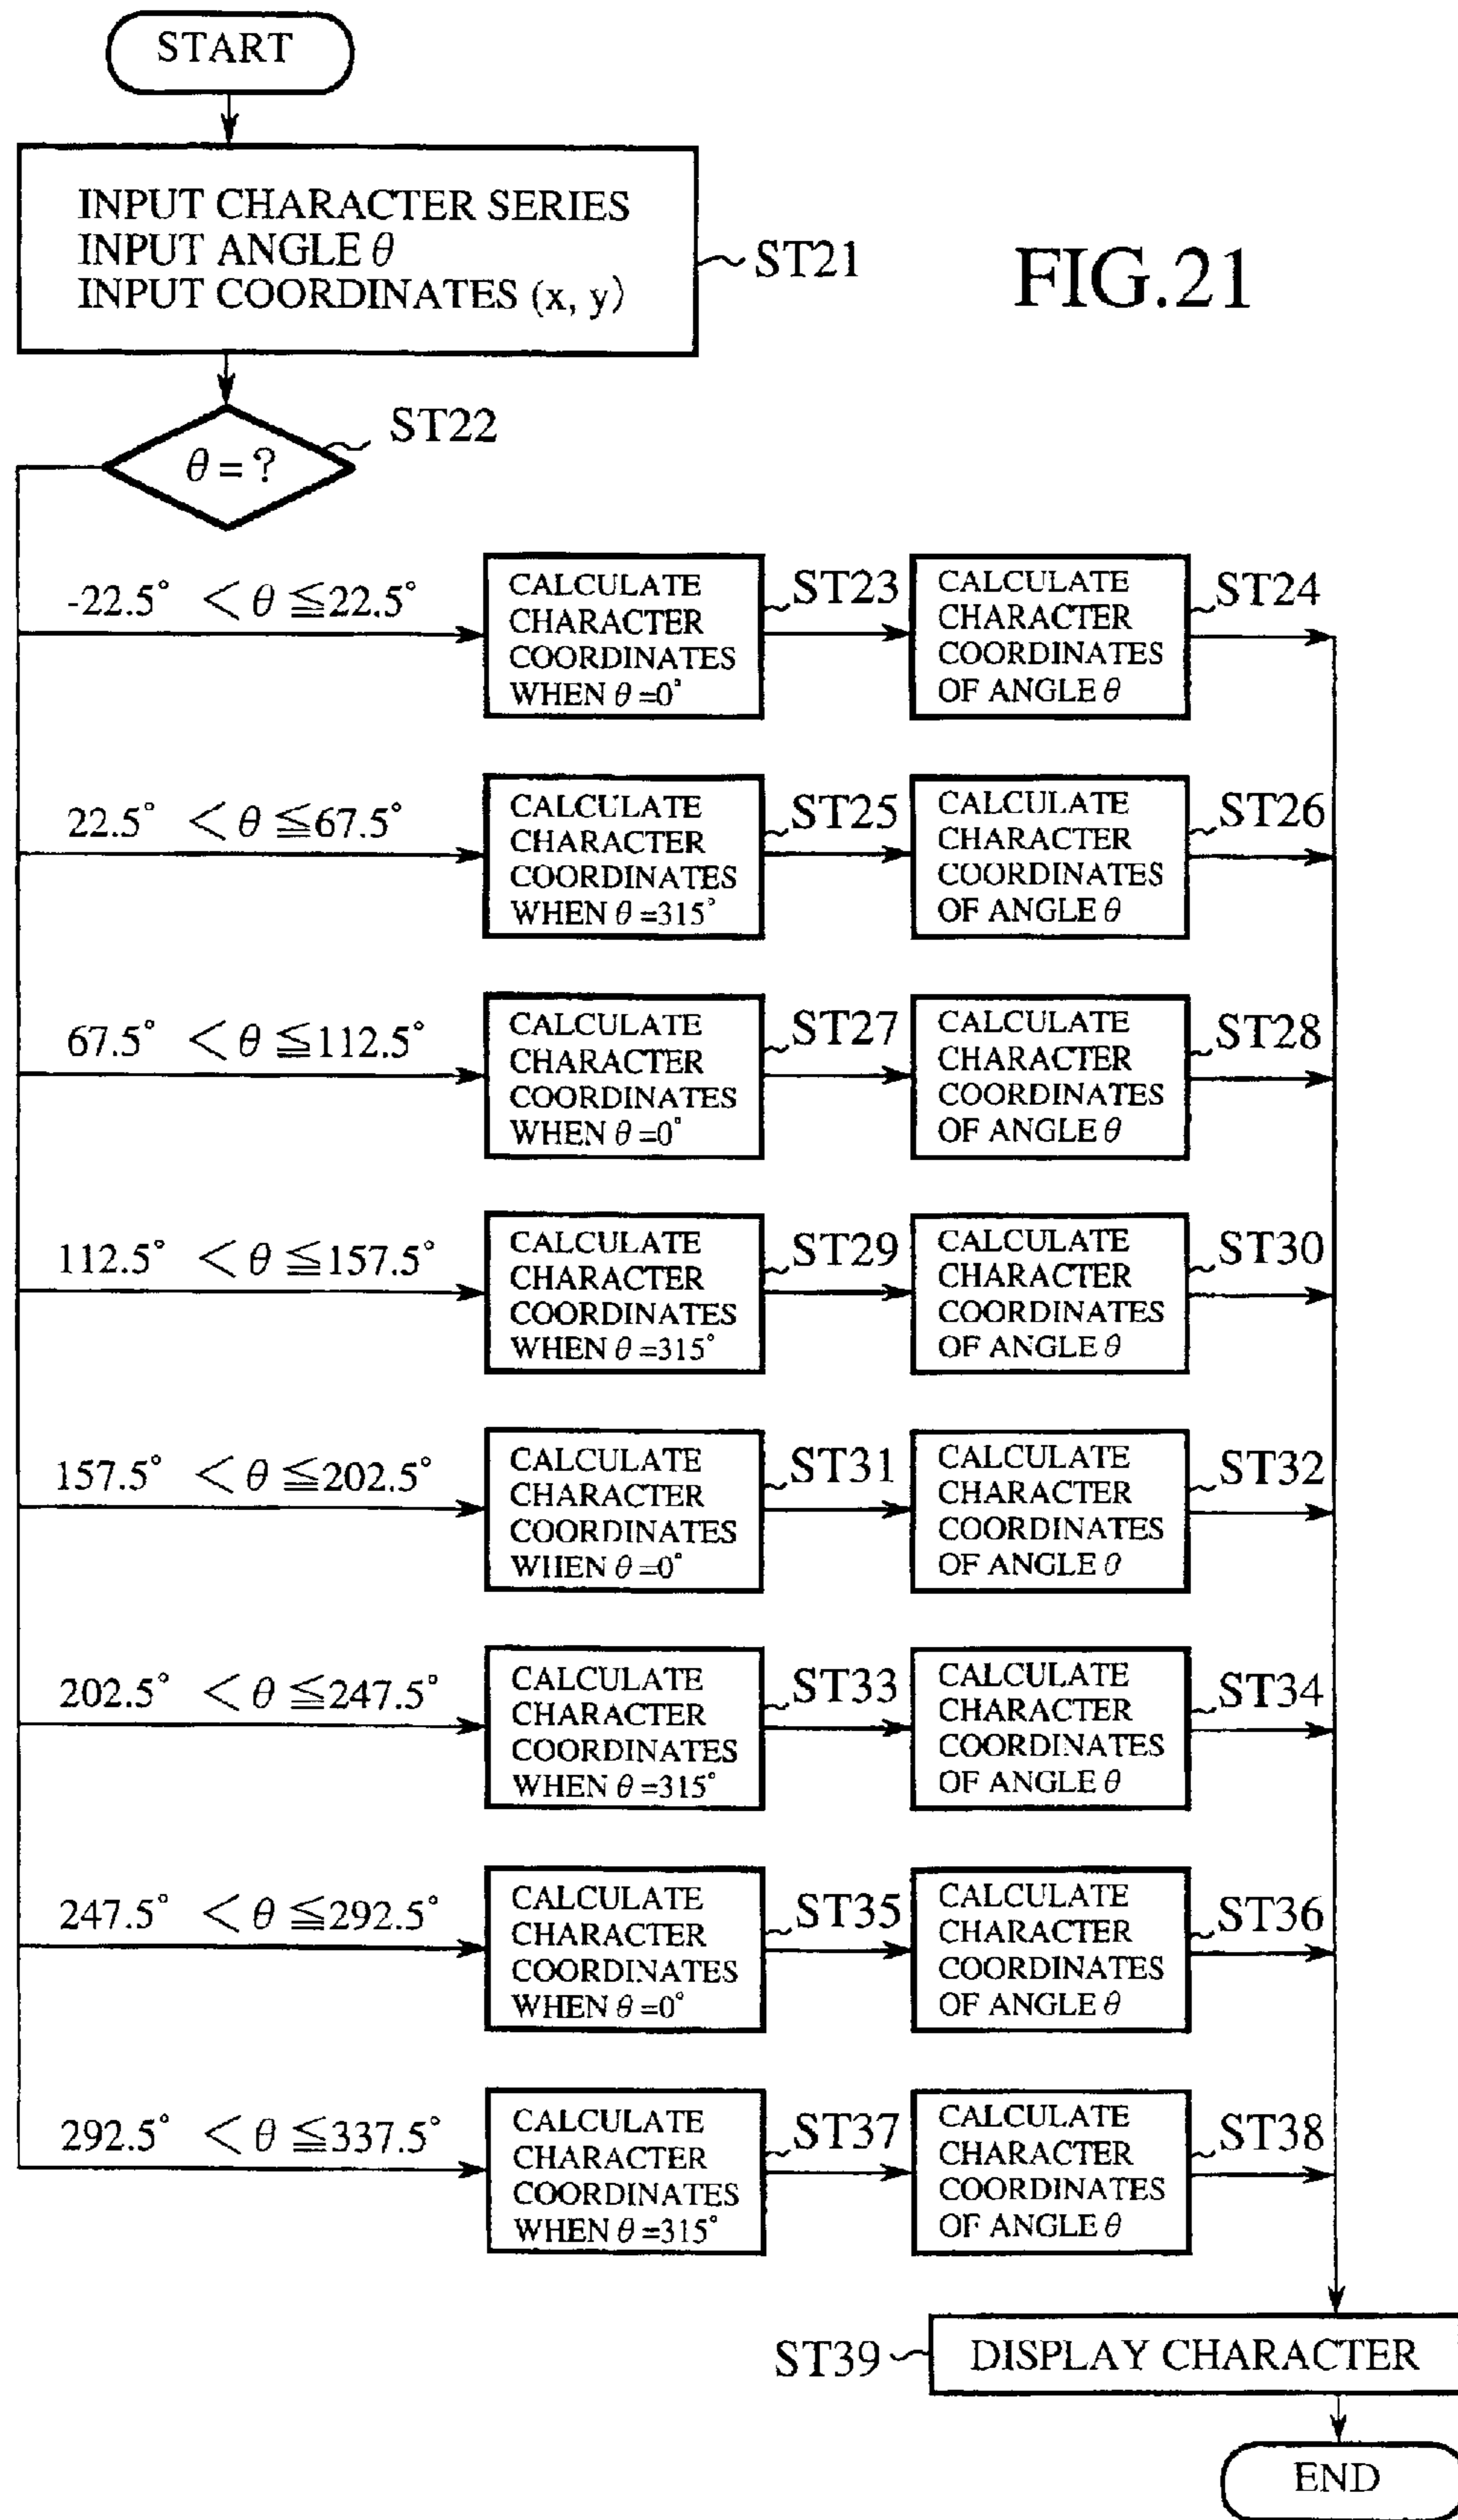 START
INPUT CHARACTER SERIES
INPUT ANGLE θ
INPUT COORDINATES (x, y)
ST21
FIG.21
θ = ?
ST22
-22.5° < θ ≦22.5°
CALCULATE
CHARACTER
COORDINATES
WHEN θ =0°
ST23
CALCULATE
CHARACTER
COORDINATES
OF ANGLE θ
ST24
22.5° < θ ≦67.5°
CALCULATE
CHARACTER
COORDINATES
WHEN θ =315°
ST25
CALCULATE
CHARACTER
COORDINATES
OF ANGLE θ
ST26
67.5° < θ ≦112.5°
CALCULATE
CHARACTER
COORDINATES
WHEN θ =0°
ST27
CALCULATE
CHARACTER
COORDINATES
OF ANGLE θ
ST28
112.5° < θ ≦157.5°
CALCULATE
CHARACTER
COORDINATES
WHEN θ =315°
ST29
CALCULATE
CHARACTER
COORDINATES
OF ANGLE θ
ST30
157.5° < θ ≦202.5°
CALCULATE
CHARACTER
COORDINATES
WHEN θ =0°
ST31
CALCULATE
CHARACTER
COORDINATES
OF ANGLE θ
ST32
202.5° < θ ≦247.5°
CALCULATE
CHARACTER
COORDINATES
WHEN θ =315°
ST33
CALCULATE
CHARACTER
COORDINATES
OF ANGLE θ
ST34
247.5° < θ ≦292.5°
CALCULATE
CHARACTER
COORDINATES
WHEN θ =0°
ST35
CALCULATE
CHARACTER
COORDINATES
OF ANGLE θ
ST36
292.5° < θ ≦337.5°
CALCULATE
CHARACTER
COORDINATES
WHEN θ =315°
ST37
CALCULATE
CHARACTER
COORDINATES
OF ANGLE θ
ST38
ST39
DISPLAY CHARACTER
END